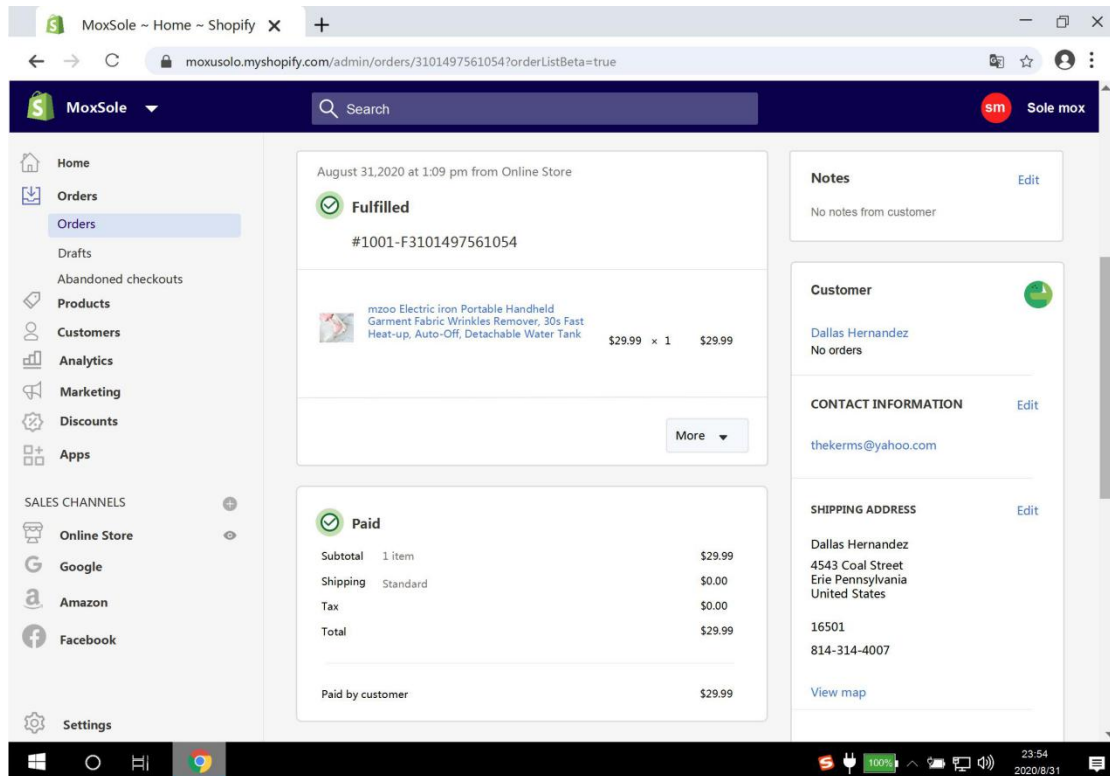 MoxSole ~ Home ~ Shopify
moxusolo.myshopify.com/admin/orders/3101497561054?orderListBeta=true
MoxSole
Search
sm
Sole mox
Home
Orders
Orders
Drafts
Abandoned checkouts
Products
Customers
Analytics
Marketing
Discounts
Apps
SALES CHANNELS
Online Store
Google
Amazon
Facebook
Settings
August 31,2020 at 1:09 pm from Online Store
Fulfilled
#1001-F3101497561054
mzoo Electric iron Portable Handheld
Garment Fabric Wrinkles Remover, 30s Fast
Heat-up, Auto-Off, Detachable Water Tank
$29.99 × 1 $29.99
More
Paid
Subtotal 1 item $29.99
Shipping Standard $0.00
Tax $0.00
Total $29.99
Paid by customer $29.99
Notes Edit
No notes from customer
Customer
Dallas Hernandez
No orders
CONTACT INFORMATION Edit
thekerms@yahoo.com
SHIPPING ADDRESS Edit
Dallas Hernandez
4543 Coal Street
Erie Pennsylvania
United States
16501
814-314-4007
View map
100%
23:54
2020/8/31